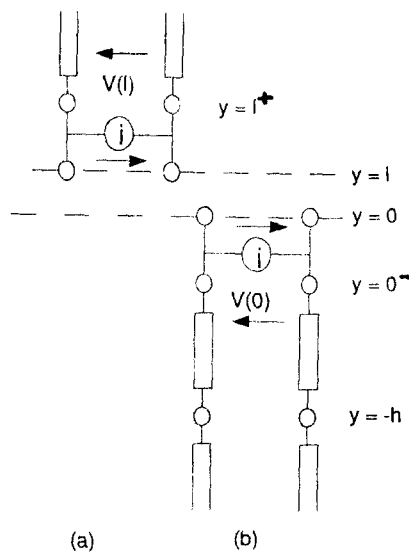 V(l)
y = l+
i
y = l
y = 0
i
y = 0-
V(0)
y = -h
(a) (b)